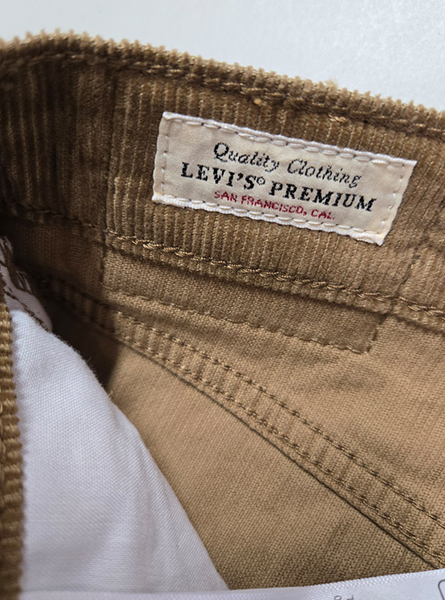 Quality Clothing
LEVI'S® PREMIUM
SAN FRANCISCO, CAL.